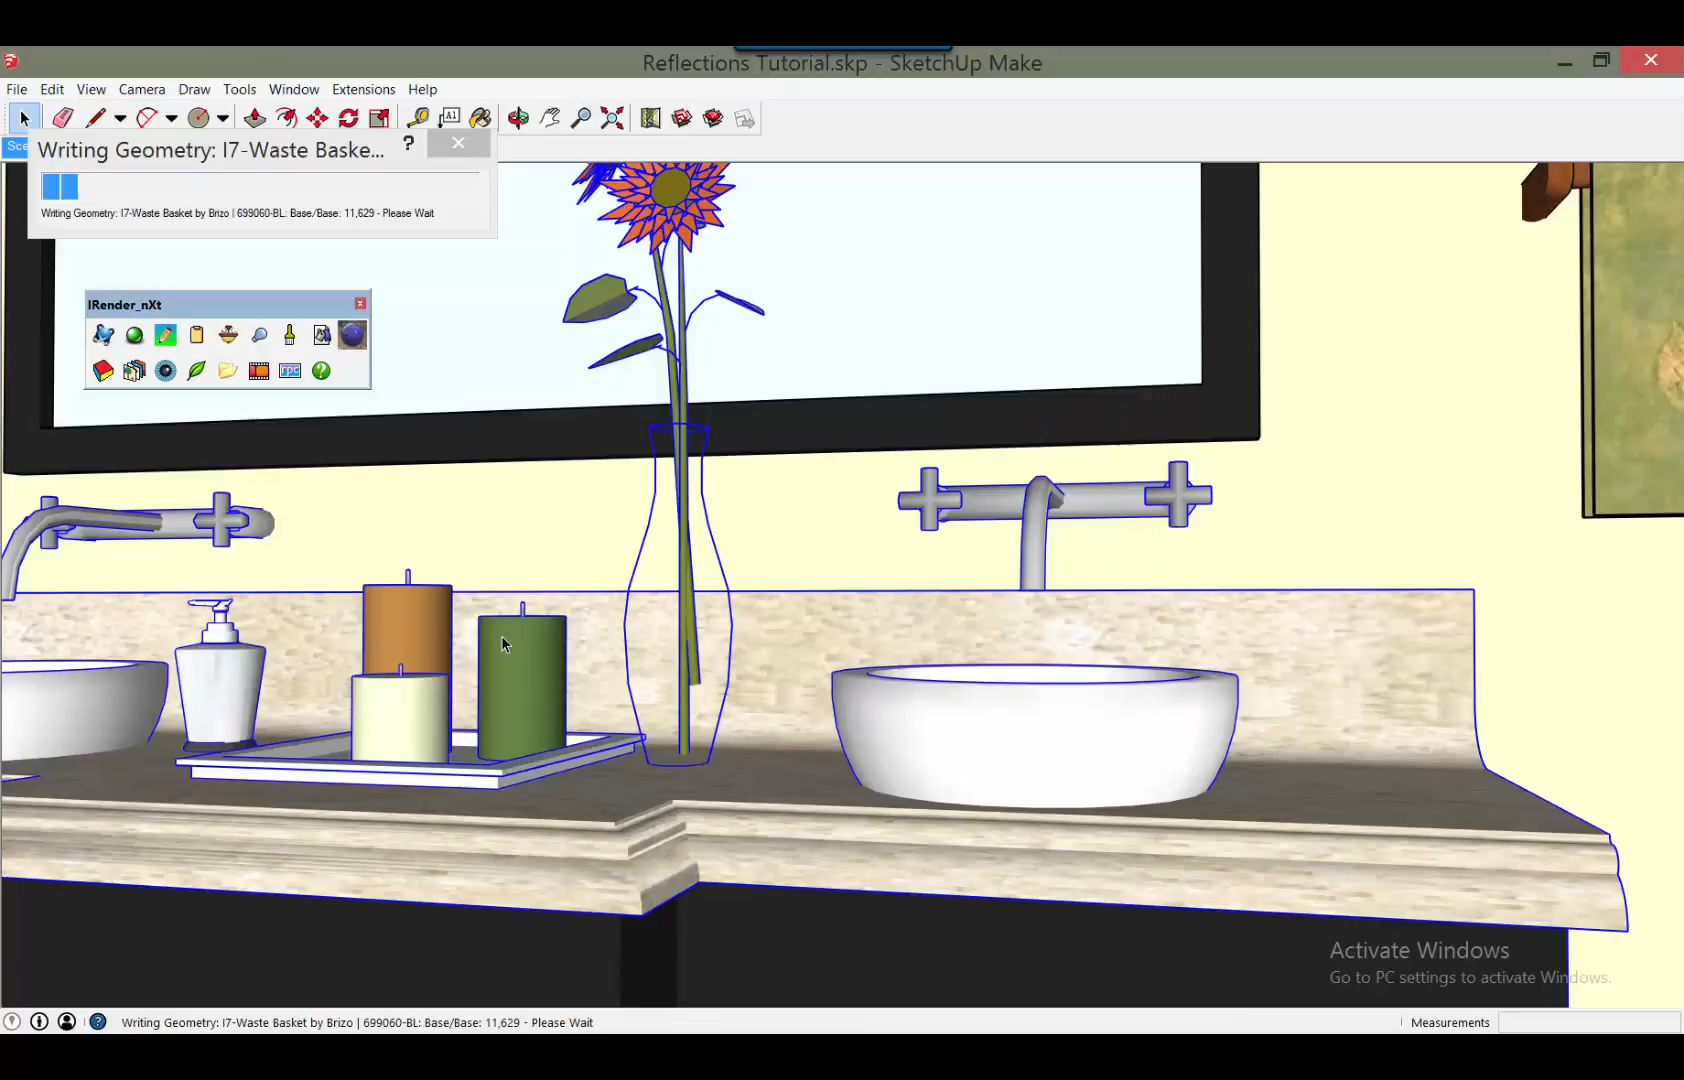 Reflections Tutorial.skp - SketchUp Make
File Edit View Camera Draw Tools Window Extensions Help
A1
Sce
Writing Geometry: I7-Waste Baske... ?
Writing Geometry: I7-Waste Basket by Brizo | 699060-BL: Base/Base: 11,629 - Please Wait
IRender_nXt
rpc ?
Activate Windows
Go to PC settings to activate Windows.
Writing Geometry: I7-Waste Basket by Brizo | 699060-BL: Base/Base: 11,629 - Please Wait
Measurements